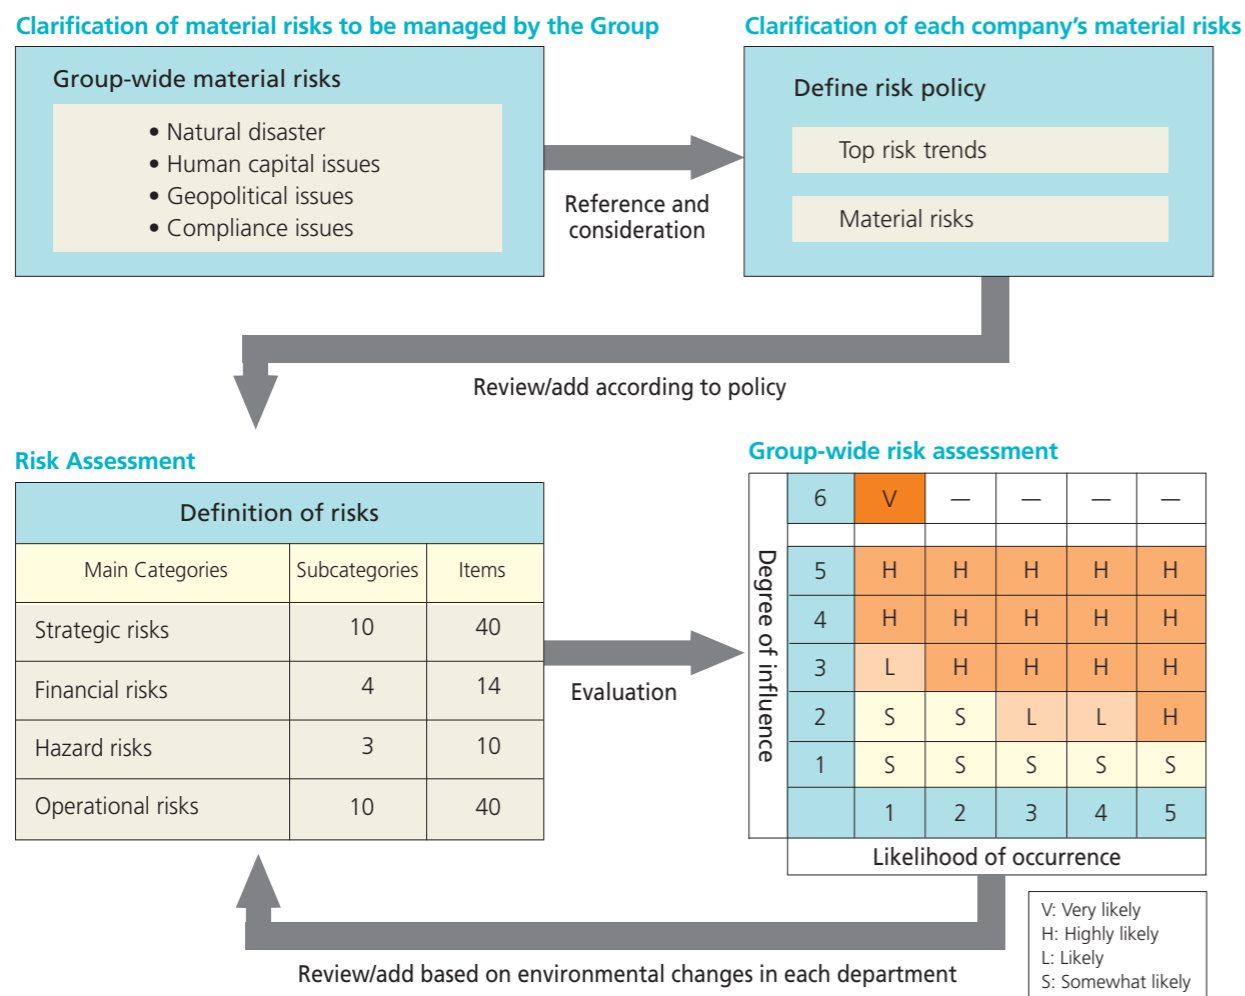 Clarification of material risks to be managed by the Group
Group-wide material risks
• Natural disaster
• Human capital issues
• Geopolitical issues
• Compliance issues
Reference and
consideration
Clarification of each company’s material risks
Define risk policy
Top risk trends
Material risks
Review/add according to policy
Risk Assessment
Definition of risks
Main Categories Subcategories Items
Strategic risks 10 40
Financial risks 4 14
Hazard risks 3 10
Operational risks 10 40
Evaluation
Group-wide risk assessment
Degree of influence
6 V — — — —
5 H H H H H
4 H H H H H
3 L H H H H
2 S S L L H
1 S S S S S
1 2 3 4 5
Likelihood of occurrence
V: Very likely
H: Highly likely
L: Likely
S: Somewhat likely
Review/add based on environmental changes in each department